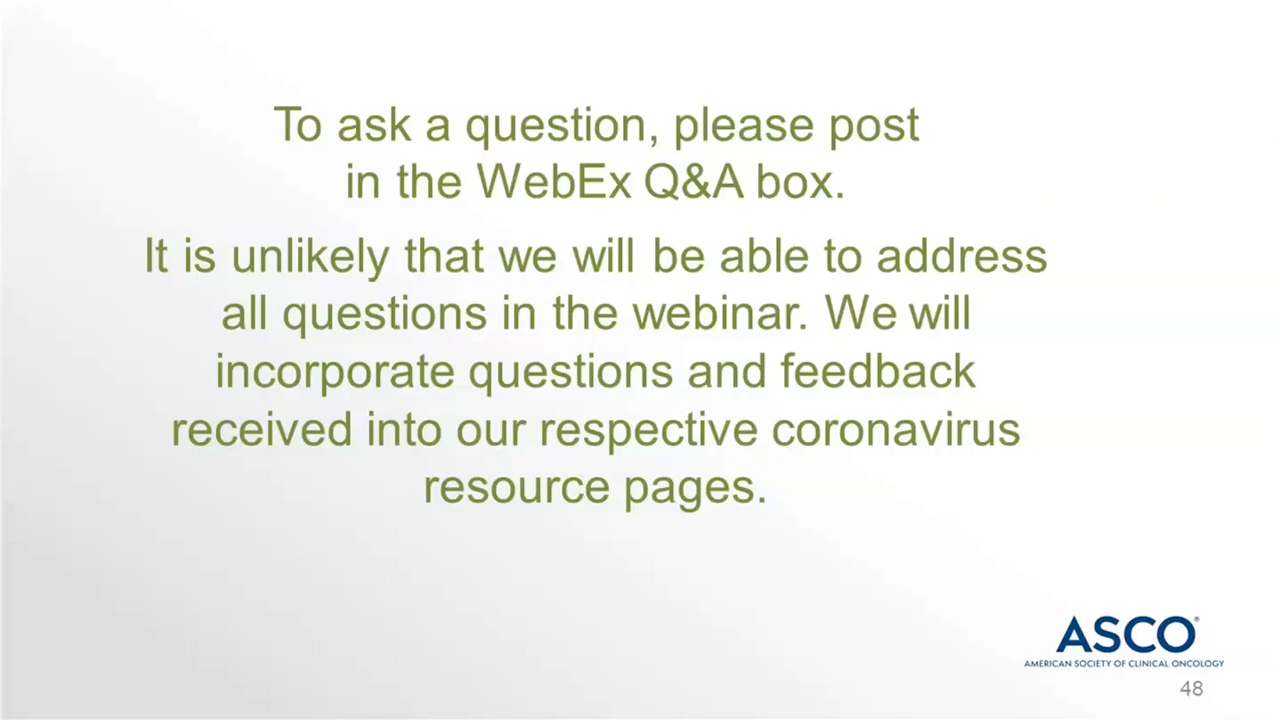 To ask a question, please post
in the WebEx Q&A box.
It is unlikely that we will be able to address
all questions in the webinar. We will
incorporate questions and feedback
received into our respective coronavirus
resource pages.
ASCO®
AMERICAN SOCIETY OF CLINICAL ONCOLOGY
48